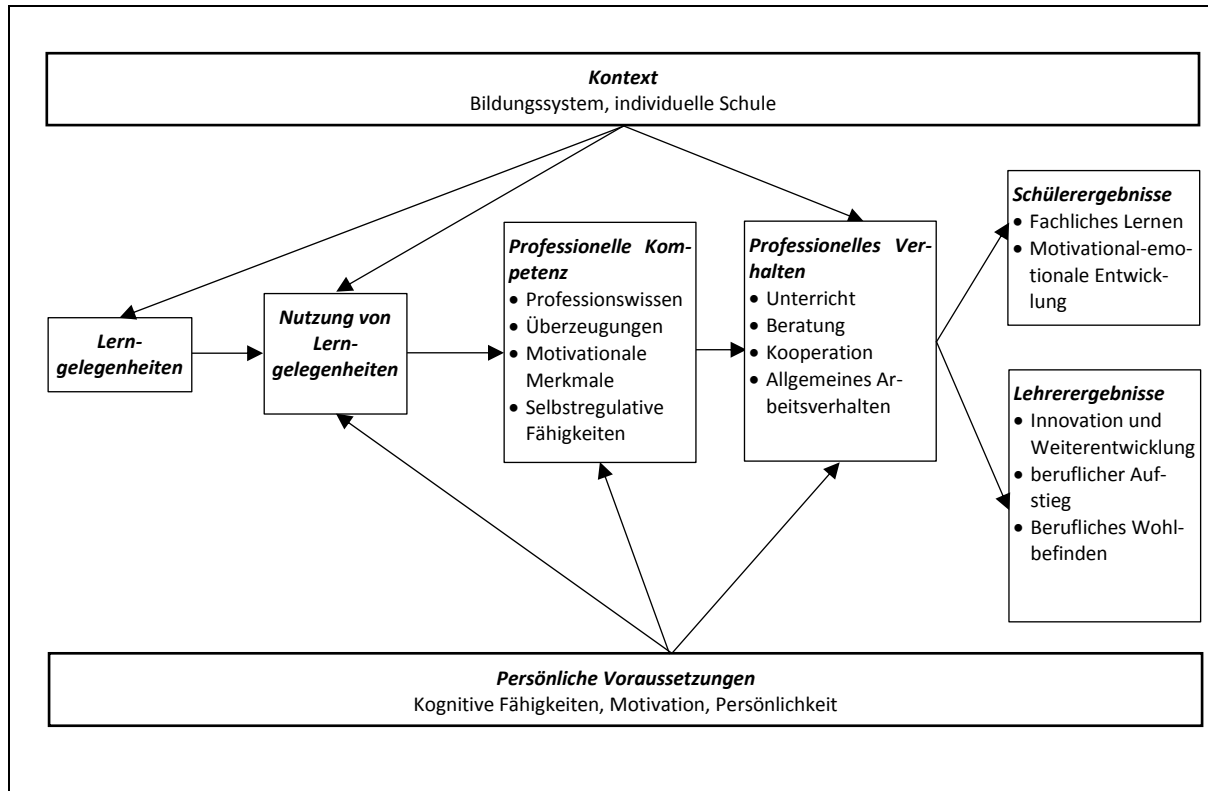 Kontext
Bildungssystem, individuelle Schule
Lern-
gelegenheiten
Nutzung von
Lern-
gelegenheiten
Professionelle Kom-
petenz
• Professionswissen
• Überzeugungen
• Motivationale
Merkmale
• Selbstregulative
Fähigkeiten
Professionelles Ver-
halten
• Unterricht
• Beratung
• Kooperation
• Allgemeines Ar-
beitsverhalten
Schülerergebnisse
• Fachliches Lernen
• Motivational-emo-
tionale Entwick-
lung
Lehrerergebnisse
• Innovation und
Weiterentwicklung
• beruflicher Auf-
stieg
• Berufliches Wohl-
befinden
Persönliche Voraussetzungen
Kognitive Fähigkeiten, Motivation, Persönlichkeit